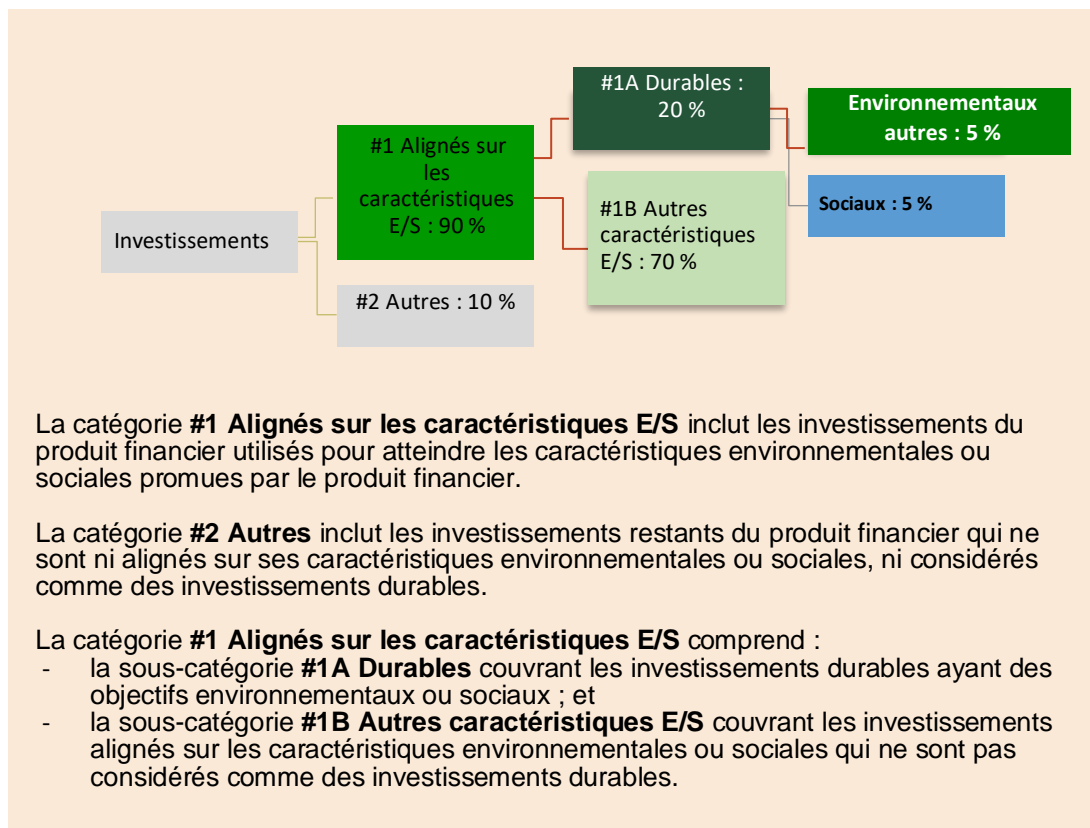 #1A Durables :
20 %
Environnementaux
autres : 5 %
#1 Alignés sur
les
caractéristiques
E/S : 90 %
#1B Autres
caractéristiques
E/S : 70 %
Sociaux : 5 %
Investissements
#2 Autres : 10 %
La catégorie #1 Alignés sur les caractéristiques E/S inclut les investissements du
produit financier utilisés pour atteindre les caractéristiques environnementales ou
sociales promues par le produit financier.
La catégorie #2 Autres inclut les investissements restants du produit financier qui ne
sont ni alignés sur ses caractéristiques environnementales ou sociales, ni considérés
comme des investissements durables.
La catégorie #1 Alignés sur les caractéristiques E/S comprend :
- la sous-catégorie #1A Durables couvrant les investissements durables ayant des
objectifs environnementaux ou sociaux ; et
- la sous-catégorie #1B Autres caractéristiques E/S couvrant les investissements
alignés sur les caractéristiques environnementales ou sociales qui ne sont pas
considérés comme des investissements durables.